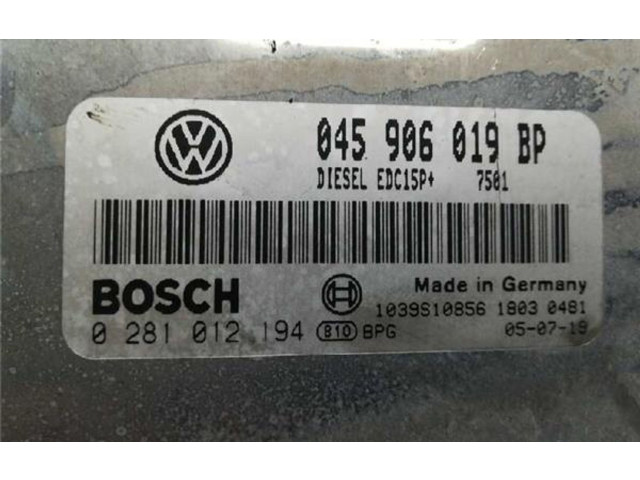 VW
045 906 019 BP
DIESEL EDC15P+ 7501
BOSCH
Made in Germany
1039S10856 1803 0481
0 281 012 194 810 BPG 05-07-19